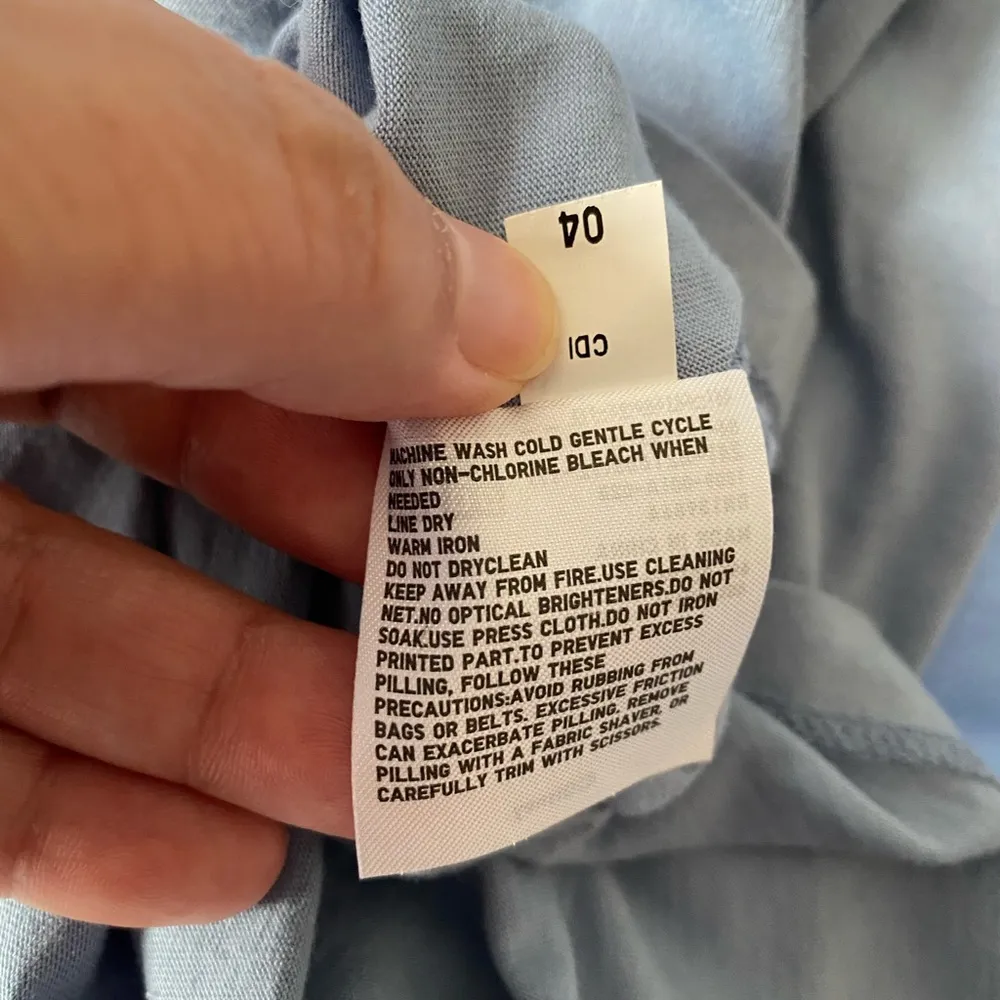 04
MACHINE WASH COLD GENTLE CYCLE
ONLY NON-CHLORINE BLEACH WHEN
NEEDED
LINE DRY
WARM IRON
DO NOT DRYCLEAN
KEEP AWAY FROM FIRE.USE CLEANING
NET.NO OPTICAL BRIGHTENERS.DO NOT
SOAK.USE PRESS CLOTH.DO NOT IRON
PRINTED PART.TO PREVENT EXCESS
PILLING, FOLLOW THESE
PRECAUTIONS:AVOID RUBBING FROM
BAGS OR BELTS. EXCESSIVE FRICTION
CAN EXACERBATE PILLING. REMOVE
PILLING WITH A FABRIC SHAVER, OR
CAREFULLY TRIM WITH SCISSORS.